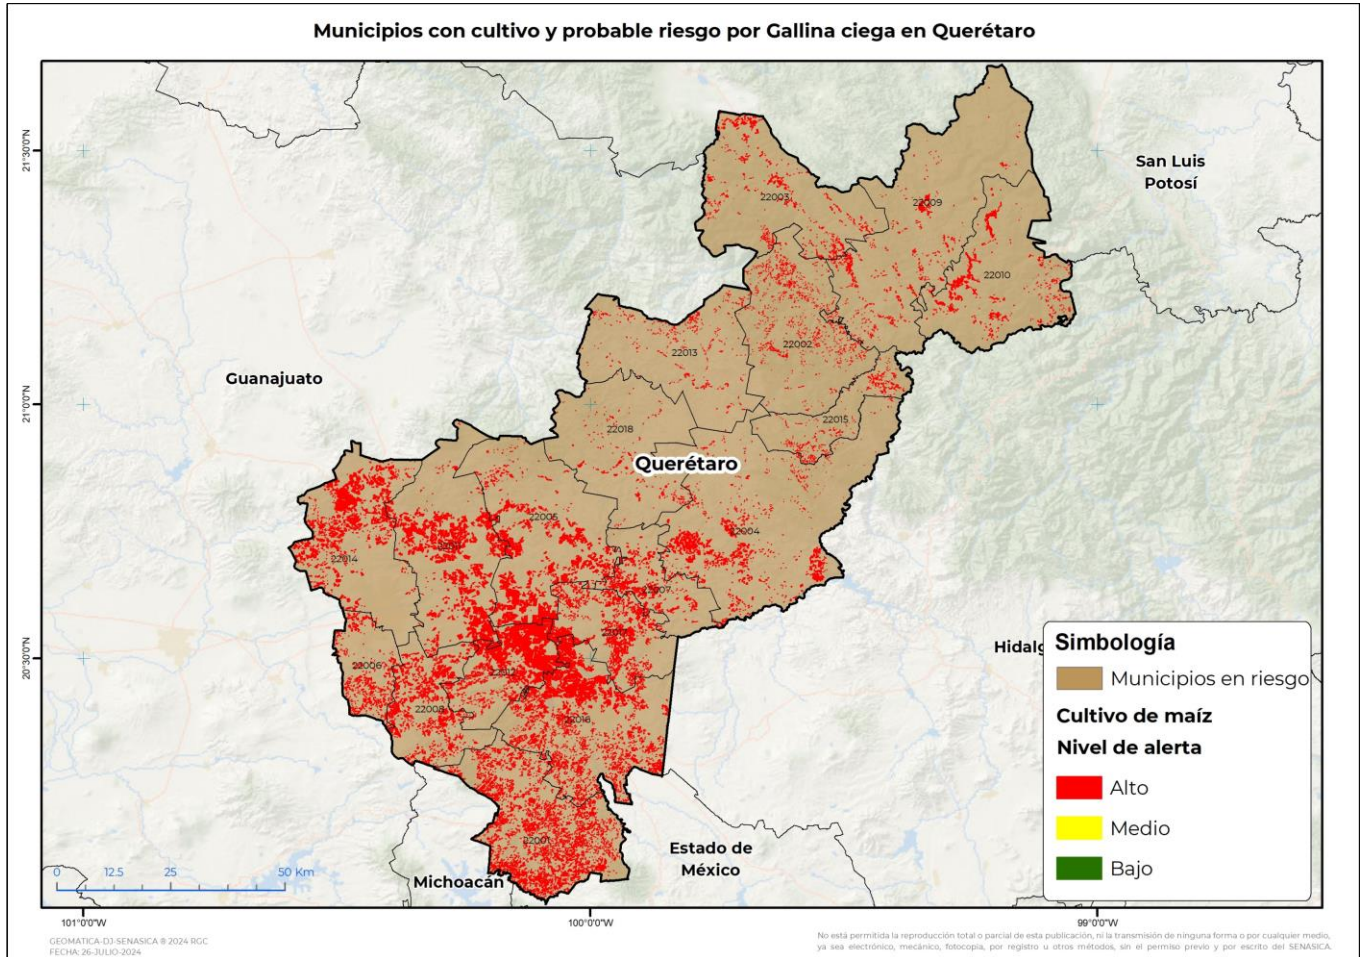 Municipios con cultivo y probable riesgo por Gallina ciega en Querétaro
21°30'0"N
21°0'0"N
20°30'0"N
San Luis
Potosí
22003
22009
22010
22013
22002
Guanajuato
22018
22015
Querétaro
22005
22004
22014
22007
22017
22006
22008
22016
22001
Hidalg
Estado de
México
Michoacán
0 12.5 25 50 Km
Simbología
Municipios en riesgo
Cultivo de maíz
Nivel de alerta
Alto
Medio
Bajo
101°0'0"W
100°0'0"W
99°0'0"W
GEOMATICA-DJ-SENASICA ® 2024 RGC
FECHA: 26-JULIO-2024
No está permitida la reproducción total o parcial de esta publicación, ni la transmisión de ninguna forma o por cualquier medio,
ya sea electrónico, mecánico, fotocopia, por registro u otros métodos, sin el permiso previo y por escrito del SENASICA.